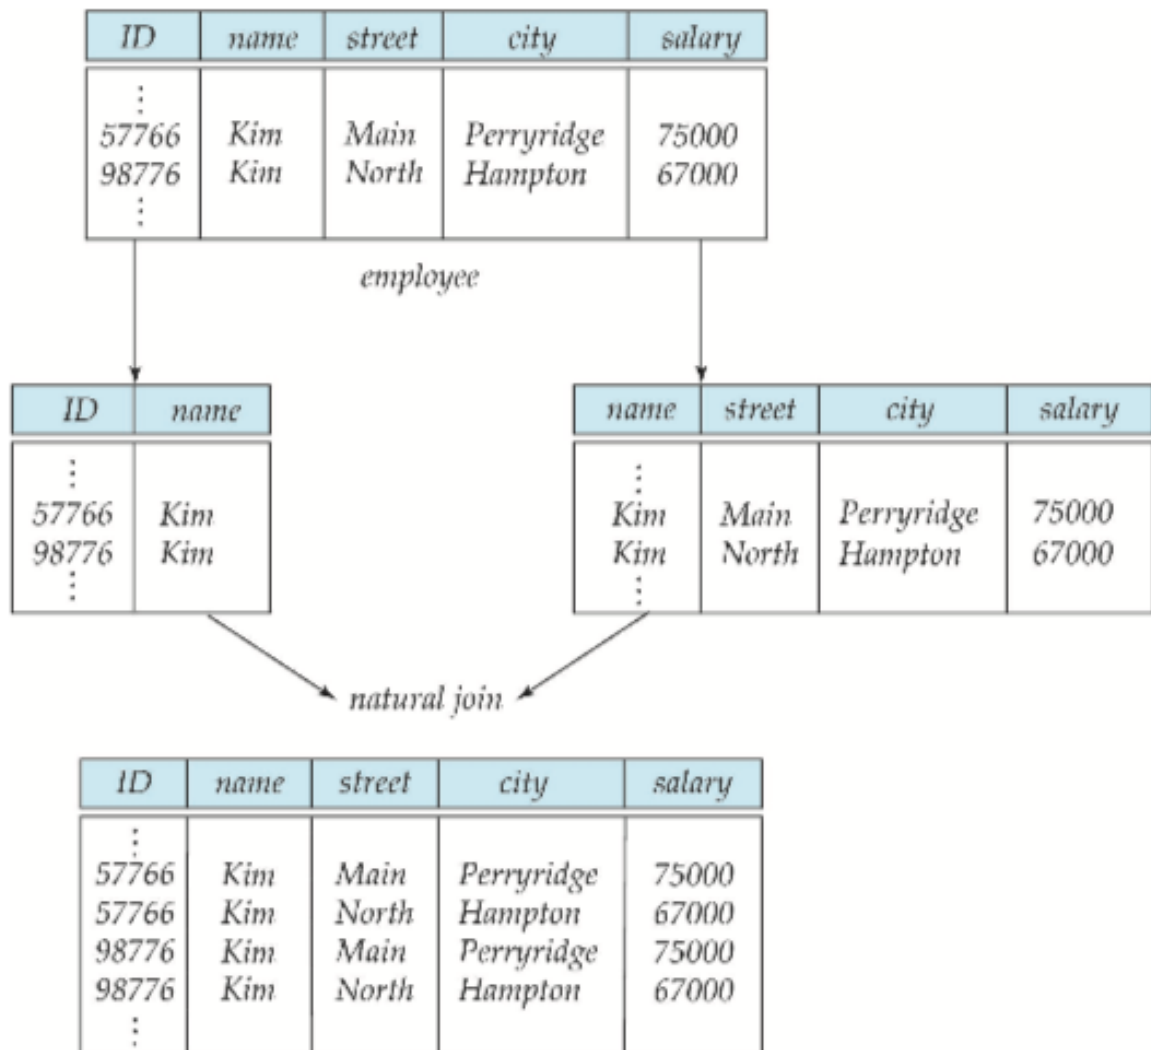 ID name street city salary
⋮
57766 Kim Main Perryridge 75000
98776 Kim North Hampton 67000
⋮
employee
ID name
⋮
57766 Kim
98776 Kim
⋮
name street city salary
⋮
Kim Main Perryridge 75000
Kim North Hampton 67000
⋮
natural join
ID name street city salary
⋮
57766 Kim Main Perryridge 75000
57766 Kim North Hampton 67000
98776 Kim Main Perryridge 75000
98776 Kim North Hampton 67000
⋮